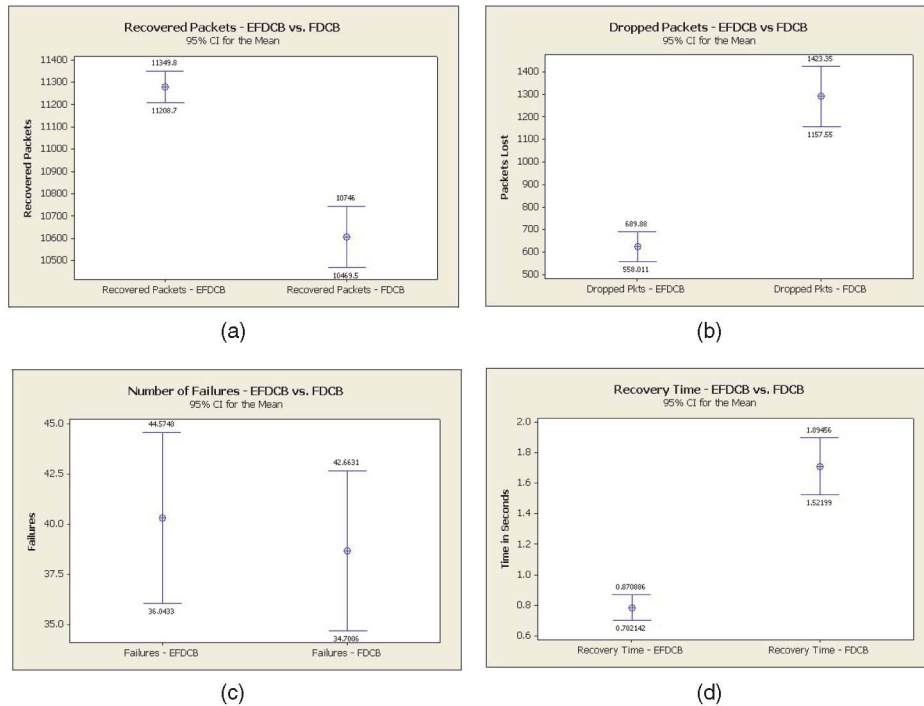 Recovered Packets - EFDCB vs. FDCB
95% CI for the Mean
11400
11300
11200
11100
11000
10900
10800
10700
10600
10500
Recovered Packets
11349.8
11208.7
10746
10469.5
Recovered Packets - EFDCB
Recovered Packets - FDCB
(a)
Dropped Packets - EFDCB vs FDCB
95% CI for the Mean
1400
1300
1200
1100
1000
900
800
700
600
500
Packets Lost
689.88
558.011
1423.35
1157.55
Dropped Pkts - EFDCB
Dropped Pkts - FDCB
(b)
Number of Failures - EFDCB vs. FDCB
95% CI for the Mean
45.0
42.5
40.0
37.5
35.0
Failures
44.5748
36.0433
42.6631
34.7006
Failures - EFDCB
Failures - FDCB
(c)
Recovery Time - EFDCB vs. FDCB
95% CI for the Mean
2.0
1.8
1.6
1.4
1.2
1.0
0.8
0.6
Time in Seconds
0.870886
0.702142
1.89456
1.52199
Recovery Time - EFDCB
Recovery Time - FDCB
(d)